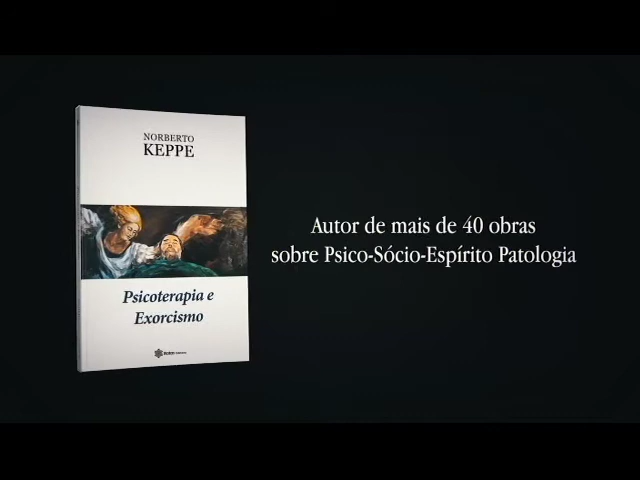 NORBERTO
KEPPE
Psicoterapia e
Exorcismo
Autor de mais de 40 obras
sobre Psico-Sócio-Espírito Patologia